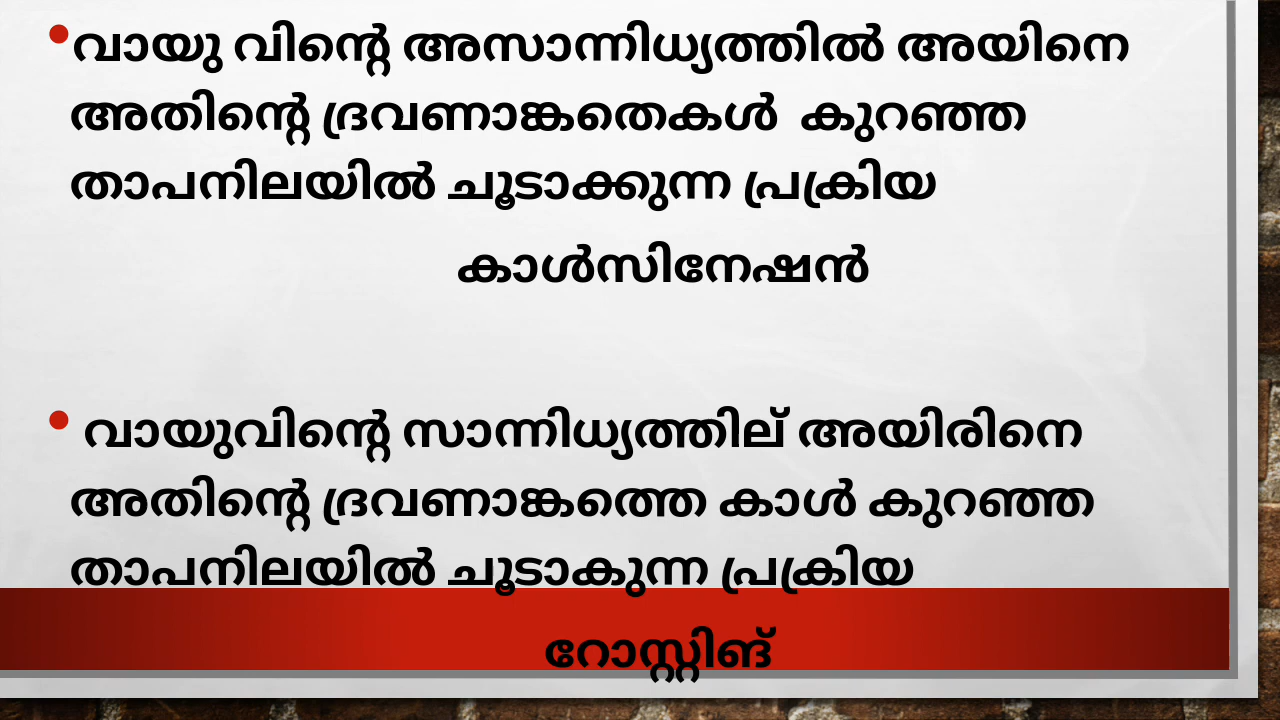 •വായു വിന്റെ അസാന്നിധ്യത്തിൽ അയിനെ
അതിന്റെ ദ്രവണാങ്കതെകൾ കുറഞ്ഞ
താപനിലയിൽ ചൂടാക്കുന്ന പ്രക്രിയ
കാൾസിനേഷൻ
• വായുവിന്റെ സാന്നിധ്യത്തില് അയിരിനെ
അതിന്റെ ദ്രവണാങ്കത്തെ കാൾ കുറഞ്ഞ
താപനിലയിൽ ചൂടാകുന്ന പ്രക്രിയ
റോസ്റ്റിങ്